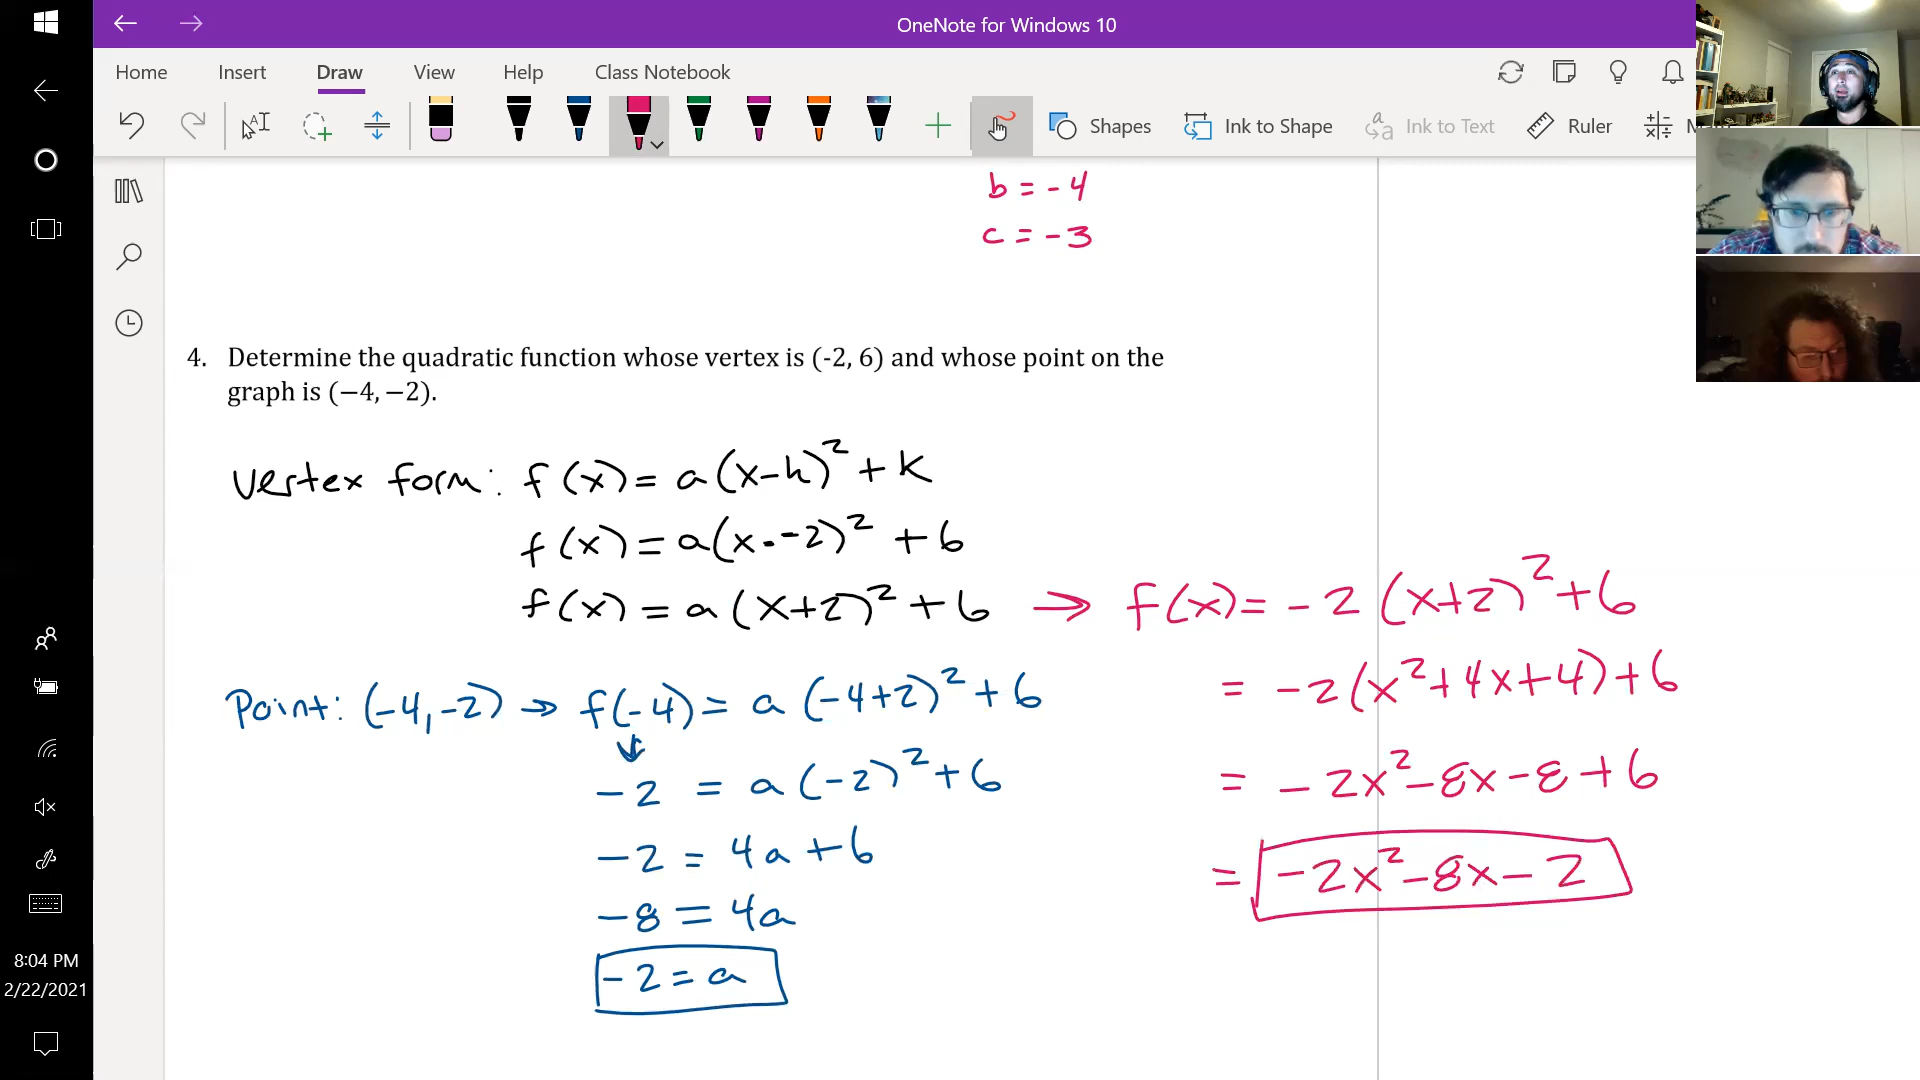 OneNote for Windows 10
Home Insert Draw View Help Class Notebook
Shapes Ink to Shape Ink to Text Ruler
b = -4
c = -3
4. Determine the quadratic function whose vertex is (-2, 6) and whose point on the
graph is (−4, −2).
Vertex form: f(x) = a(x-h)² + k
f(x) = a(x--2)² + 6
f(x) = a(x+2)² + 6 → f(x) = -2(x+2)² + 6
= -2(x²+4x+4)+6
= -2x²-8x-8+6
= -2x²-8x-2
Point: (-4,-2) → f(-4) = a(-4+2)² + 6
↓
-2 = a(-2)² + 6
-2 = 4a + 6
-8 = 4a
-2 = a
8:04 PM
2/22/2021